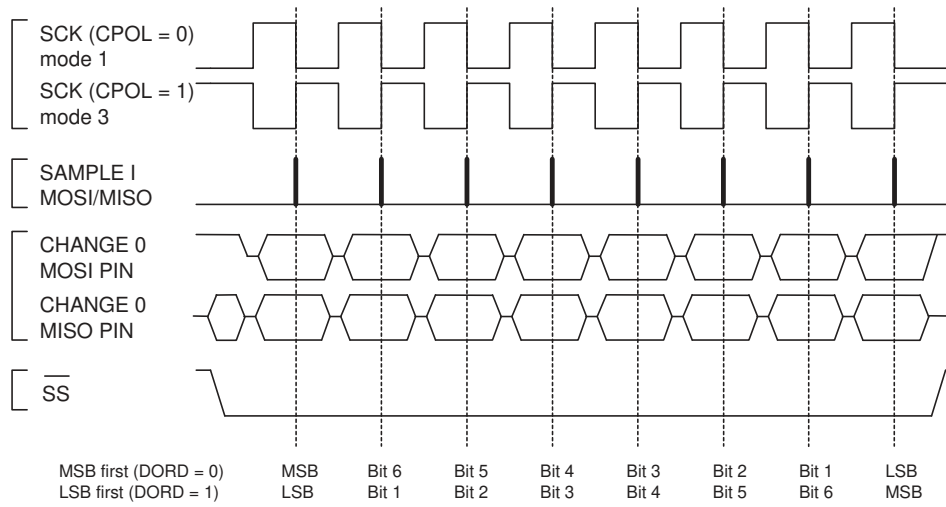 SCK (CPOL = 0)
mode 1
SCK (CPOL = 1)
mode 3
SAMPLE I
MOSI/MISO
CHANGE 0
MOSI PIN
CHANGE 0
MISO PIN
SS
MSB first (DORD = 0) MSB Bit 6 Bit 5 Bit 4 Bit 3 Bit 2 Bit 1 LSB
LSB first (DORD = 1) LSB Bit 1 Bit 2 Bit 3 Bit 4 Bit 5 Bit 6 MSB